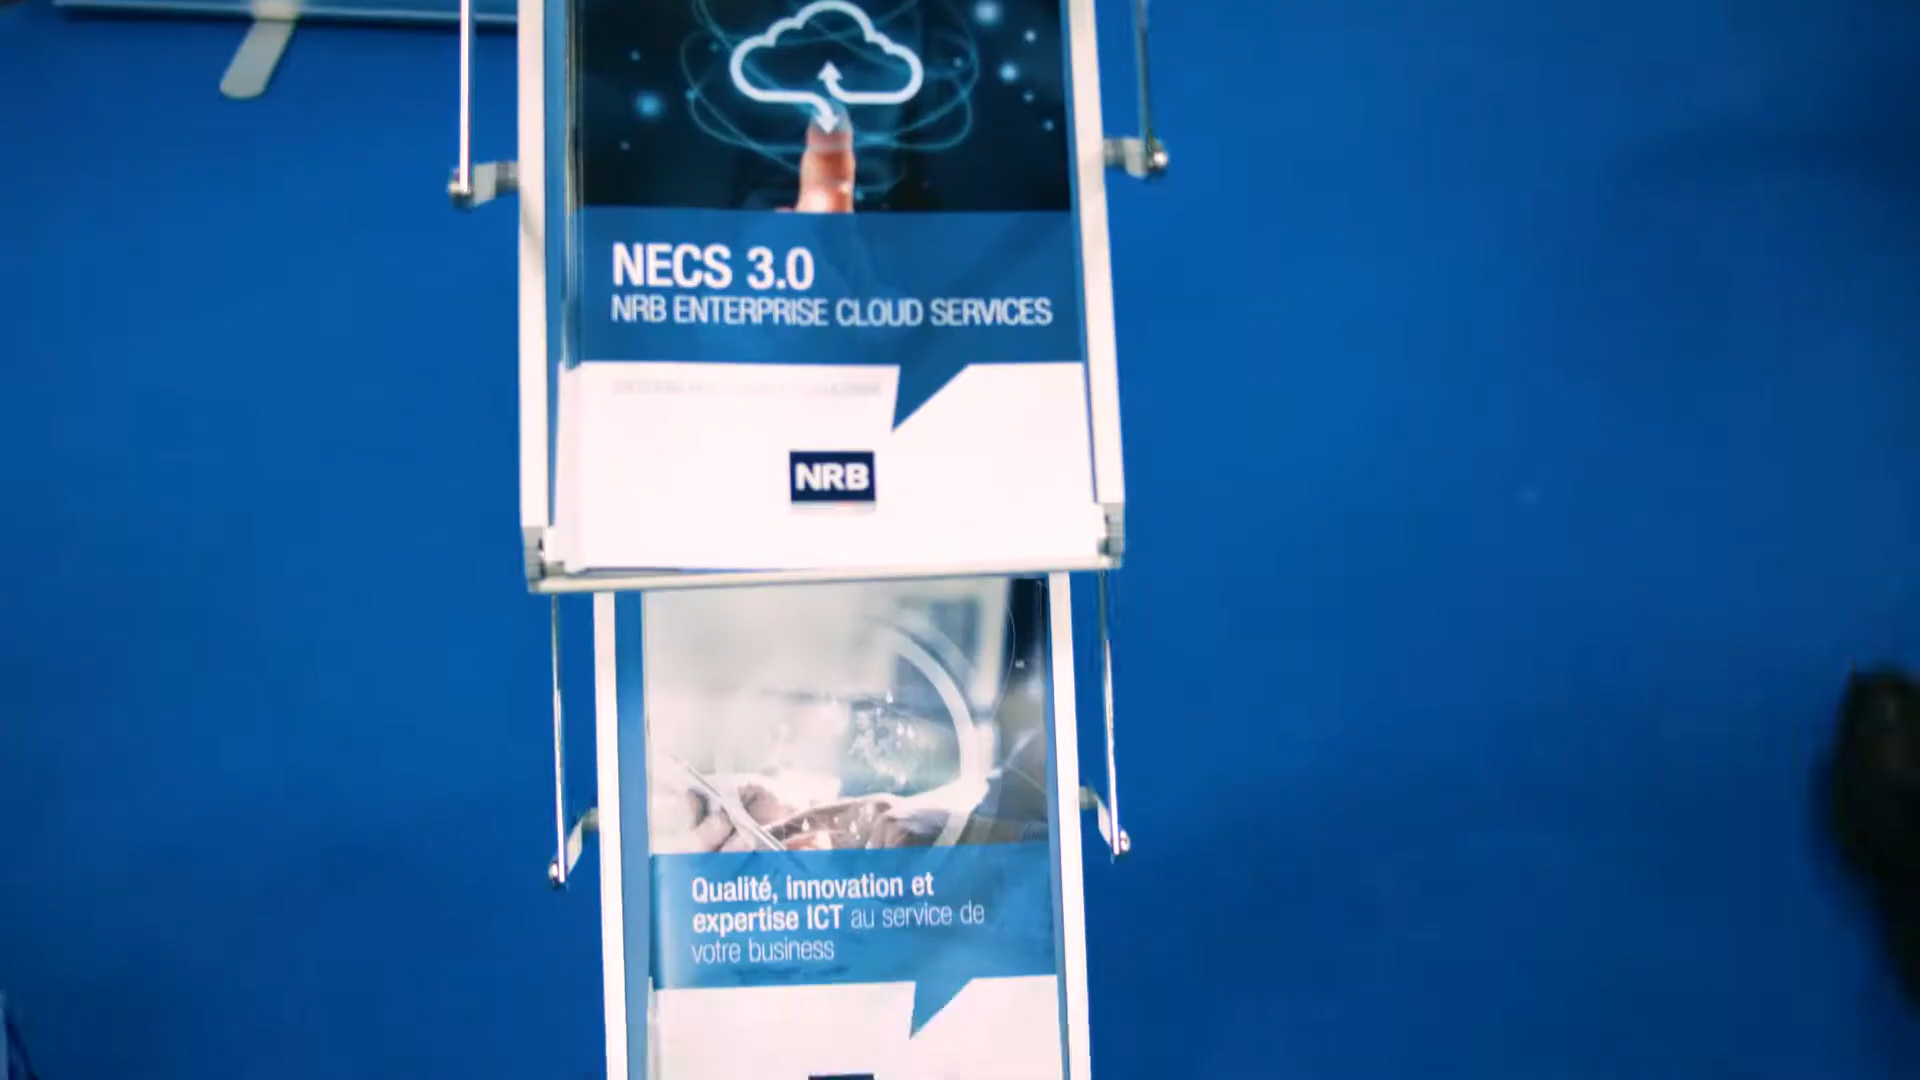 NECS 3.0
NRB ENTERPRISE CLOUD SERVICES
NRB
Qualité, innovation et
expertise ICT au service de
votre business